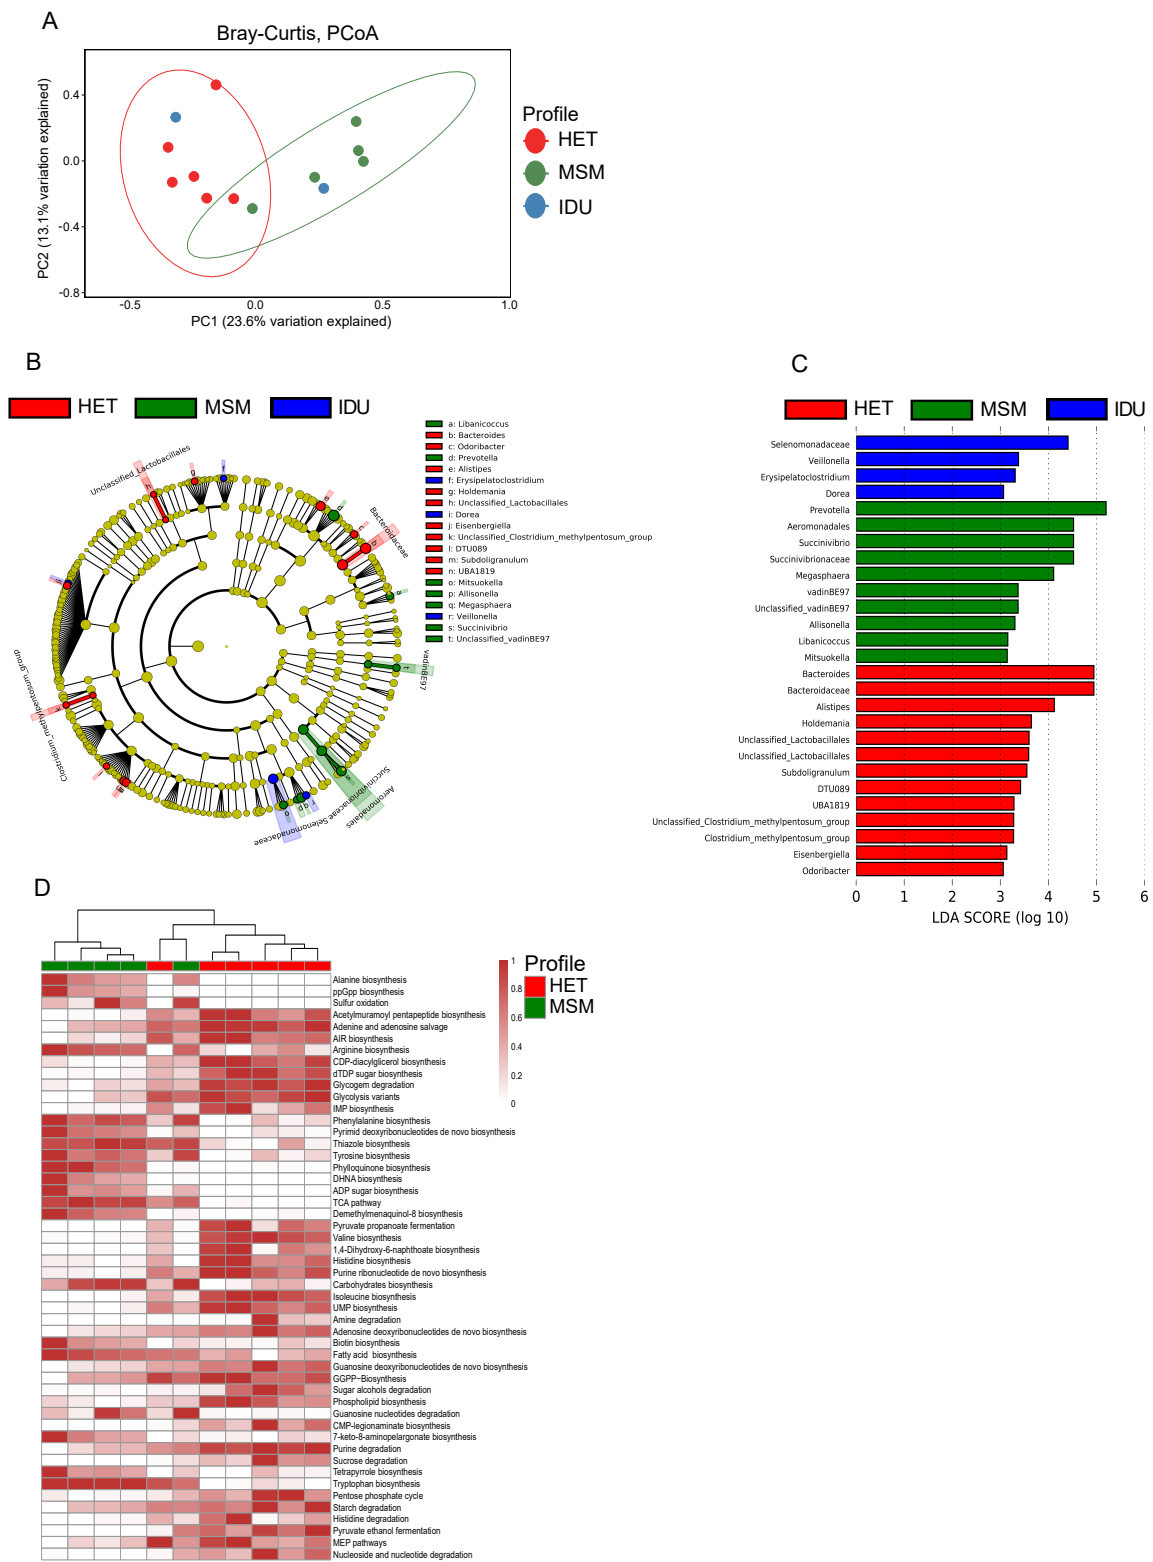 A
Bray-Curtis, PCoA
PC2 (13.1% variation explained)
0.4
0.0
-0.4
-0.8
-0.5
0.0
0.5
1.0
PC1 (23.6% variation explained)
Profile
HET
MSM
IDU
B
HET
MSM
IDU
a: Libanicoccus
b: Bacteroides
c: Odoribacter
d: Prevotella
e: Alistipes
f: Erysipelatoclostridium
g: Holdemania
h: Unclassified_Lactobacillales
i: Dorea
j: Eisenbergiella
k: Unclassified_Clostridium_methylpentosum_group
l: DTU089
m: Subdoligranulum
n: UBA1819
o: Mitsuokella
p: Allisonella
q: Megasphaera
r: Veillonella
s: Succinivibrio
t: Unclassified_vadinBE97
Unclassified_Lactobacillales
Bacteroidaceae
vadinBE97
Aeromonadales
Succinivibrionaceae
Selenomonadaceae
Clostridium_methylpentosum_group
C
HET
MSM
IDU
Selenomonadaceae
Veillonella
Erysipelatoclostridium
Dorea
Prevotella
Aeromonadales
Succinivibrio
Succinivibrionaceae
Megasphaera
vadinBE97
Unclassified_vadinBE97
Allisonella
Libanicoccus
Mitsuokella
Bacteroides
Bacteroidaceae
Alistipes
Holdemania
Unclassified_Lactobacillales
Unclassified_Lactobacillales
Subdoligranulum
DTU089
UBA1819
Unclassified_Clostridium_methylpentosum_group
Clostridium_methylpentosum_group
Eisenbergiella
Odoribacter
0 1 2 3 4 5 6
LDA SCORE (log 10)
D
1
0.8
0.6
0.4
0.2
0
Profile
HET
MSM
Alanine biosynthesis
ppGpp biosynthesis
Sulfur oxidation
Acetylmuramoyl pentapeptide biosynthesis
Adenine and adenosine salvage
AIR biosynthesis
Arginine biosynthesis
CDP-diacylglicerol biosynthesis
dTDP sugar biosynthesis
Glycogem degradation
Glycolysis variants
IMP biosynthesis
Phenylalanine biosynthesis
Pyrimid deoxyribonucleotides de novo biosynthesis
Thiazole biosynthesis
Tyrosine biosynthesis
Phylloquinone biosynthesis
DHNA biosynthesis
ADP sugar biosynthesis
TCA pathway
Demethylmenaquinol-8 biosynthesis
Pyruvate propanoate fermentation
Valine biosynthesis
1,4-Dihydroxy-6-naphthoate biosynthesis
Histidine biosynthesis
Purine ribonucleotide de novo biosynthesis
Carbohydrates biosynthesis
Isoleucine biosynthesis
UMP biosynthesis
Amine degradation
Adenosine deoxyribonucleotides de novo biosynthesis
Biotin biosynthesis
Fatty acid biosynthesis
Guanosine deoxyribonucleotides de novo biosynthesis
GGPP-Biosynthesis
Sugar alcohols degradation
Phospholipid biosynthesis
Guanosine nucleotides degradation
CMP-legionaminate biosynthesis
7-keto-8-aminopelargonate biosynthesis
Purine degradation
Sucrose degradation
Tetrapyrrole biosynthesis
Tryptophan biosynthesis
Pentose phosphate cycle
Starch degradation
Histidine degradation
Pyruvate ethanol fermentation
MEP pathways
Nucleoside and nucleotide degradation